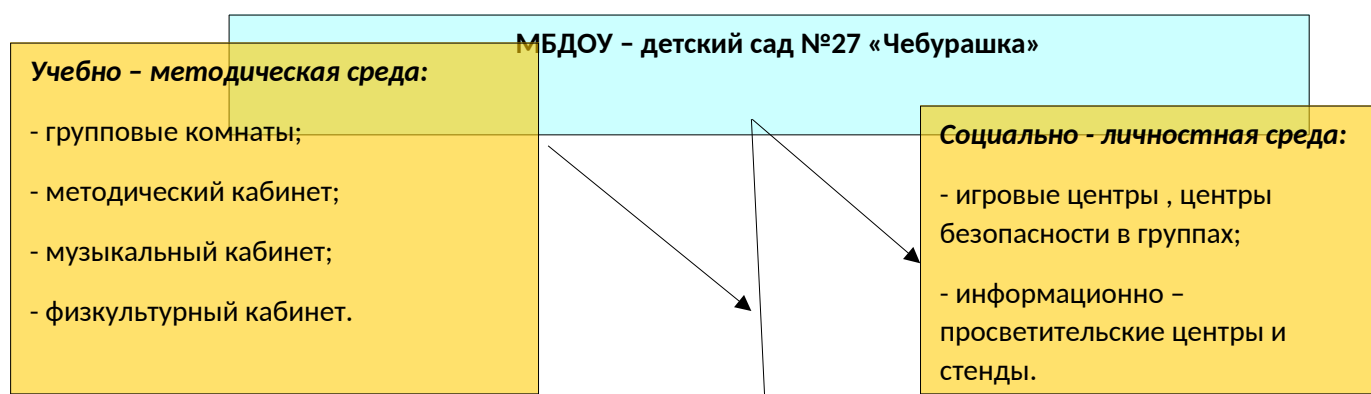 МБДОУ – детский сад №27 «Чебурашка»
Учебно – методическая среда:
- групповые комнаты;
- методический кабинет;
- музыкальный кабинет;
- физкультурный кабинет.
Социально - личностная среда:
- игровые центры , центры
безопасности в группах;
- информационно –
просветительские центры и
стенды.